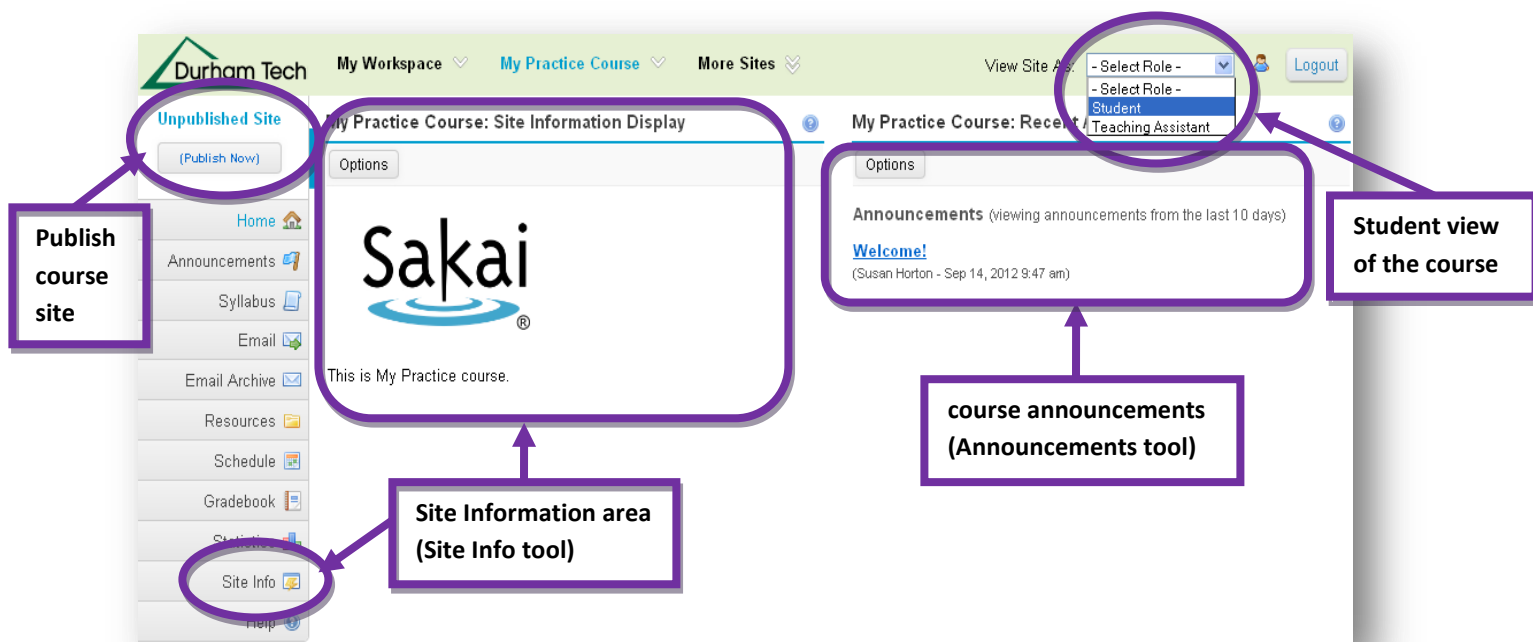 Durham Tech
My Workspace
My Practice Course
More Sites
View Site As:
- Select Role -
Logout
- Select Role -
Student
Teaching Assistant
Unpublished Site
(Publish Now)
My Practice Course: Site Information Display
Options
My Practice Course: Recent A
Options
Home
Announcements
Syllabus
Email
Email Archive
Resources
Schedule
Gradebook
Statistics
Site Info
Help
Sakai
®
This is My Practice course.
Announcements (viewing announcements from the last 10 days)
Welcome!
(Susan Horton - Sep 14, 2012 9:47 am)
Publish
course
site
Student view
of the course
course announcements
(Announcements tool)
Site Information area
(Site Info tool)